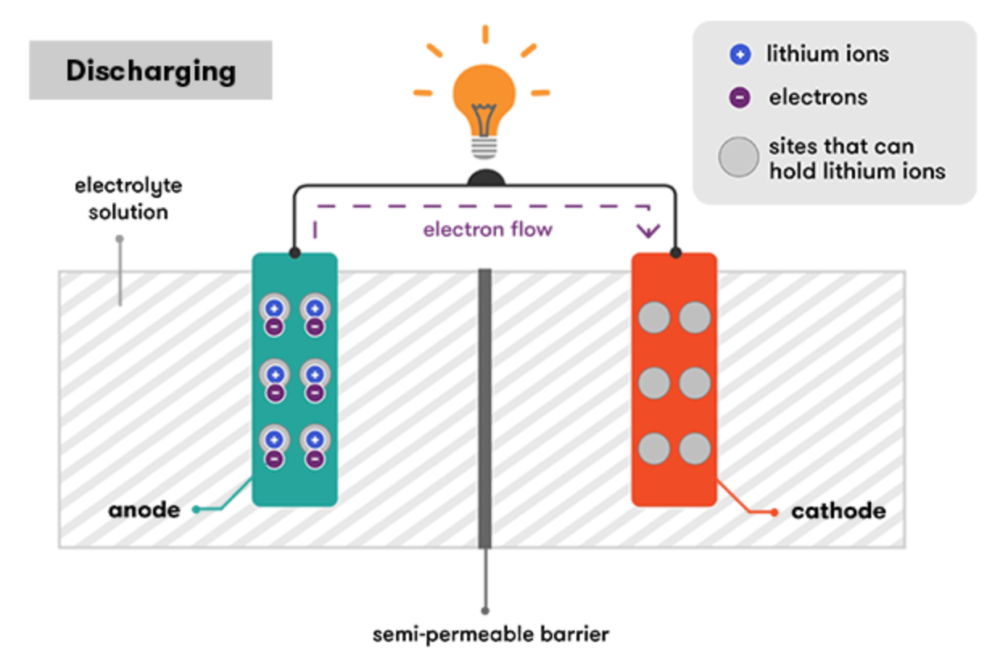 Discharging
lithium ions
electrons
sites that can
hold lithium ions
electrolyte
solution
electron flow
anode
cathode
semi-permeable barrier